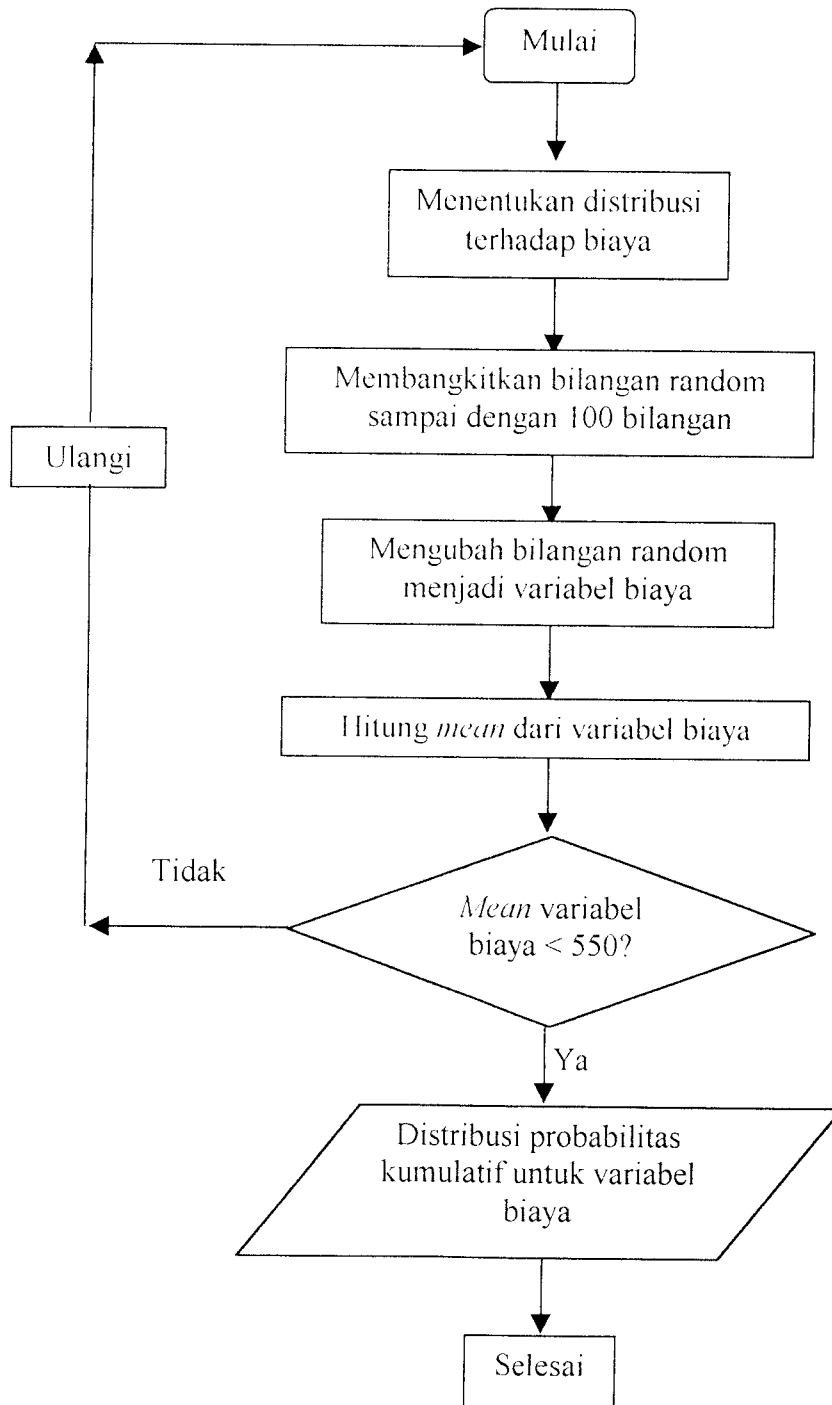 Mulai
Menentukan distribusi
terhadap biaya
Membangkitkan bilangan random
sampai dengan 100 bilangan
Ulangi
Mengubah bilangan random
menjadi variabel biaya
Hitung mean dari variabel biaya
Tidak
Mean variabel
biaya < 550?
Ya
Distribusi probabilitas
kumulatif untuk variabel
biaya
Selesai